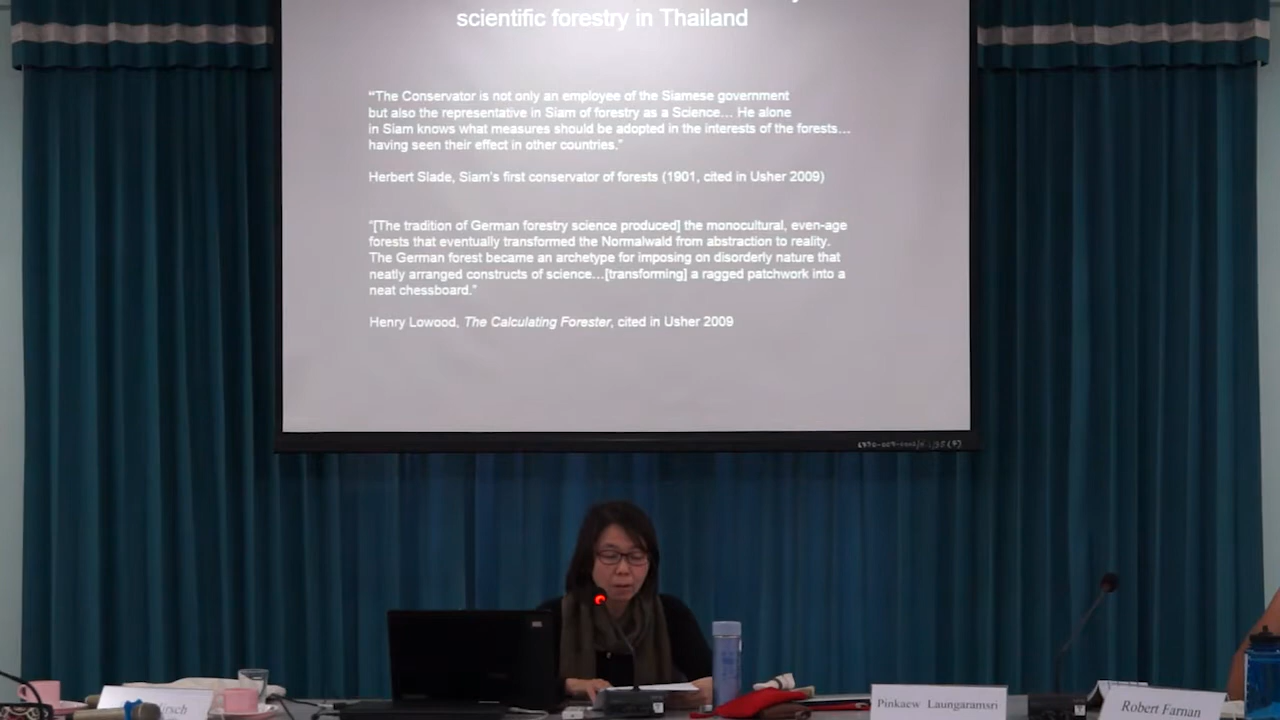 scientific forestry in Thailand
“The Conservator is not only an employee of the Siamese government
but also the representative in Siam of forestry as a Science… He alone
in Siam knows what measures should be adopted in the interests of the forests…
having seen their effect in other countries.”
Herbert Slade, Siam’s first conservator of forests (1901, cited in Usher 2009)
“[The tradition of German forestry science produced] the monocultural, even-age
forests that eventually transformed the Normalwald from abstraction to reality.
The German forest became an archetype for imposing on disorderly nature that
neatly arranged constructs of science…[transforming] a ragged patchwork into a
neat chessboard.”
Henry Lowood, The Calculating Forester, cited in Usher 2009
Pinkaew Laungaramsri
Robert Farnan